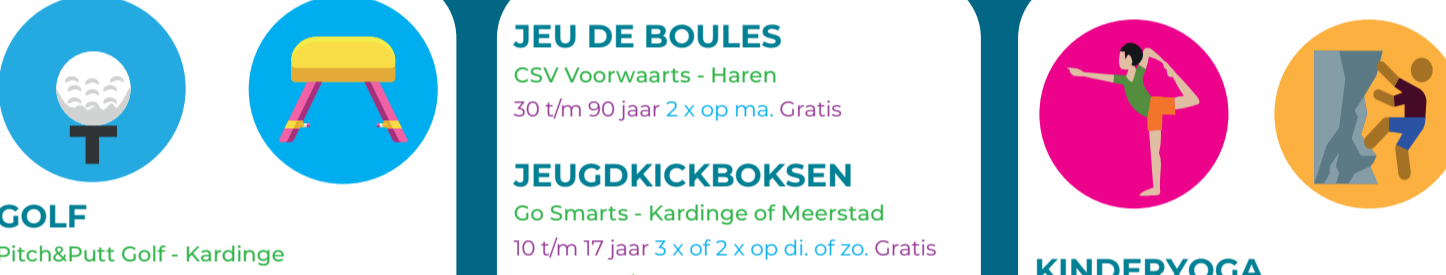 GOLF
Pitch&Putt Golf - Kardinge
JEU DE BOULES
CSV Voorwaarts - Haren
30 t/m 90 jaar 2 x op ma. Gratis
JEUGDKICKBOKSEN
Go Smarts - Kardinge of Meerstad
10 t/m 17 jaar 3 x of 2 x op di. of zo. Gratis
KINDERYOGA